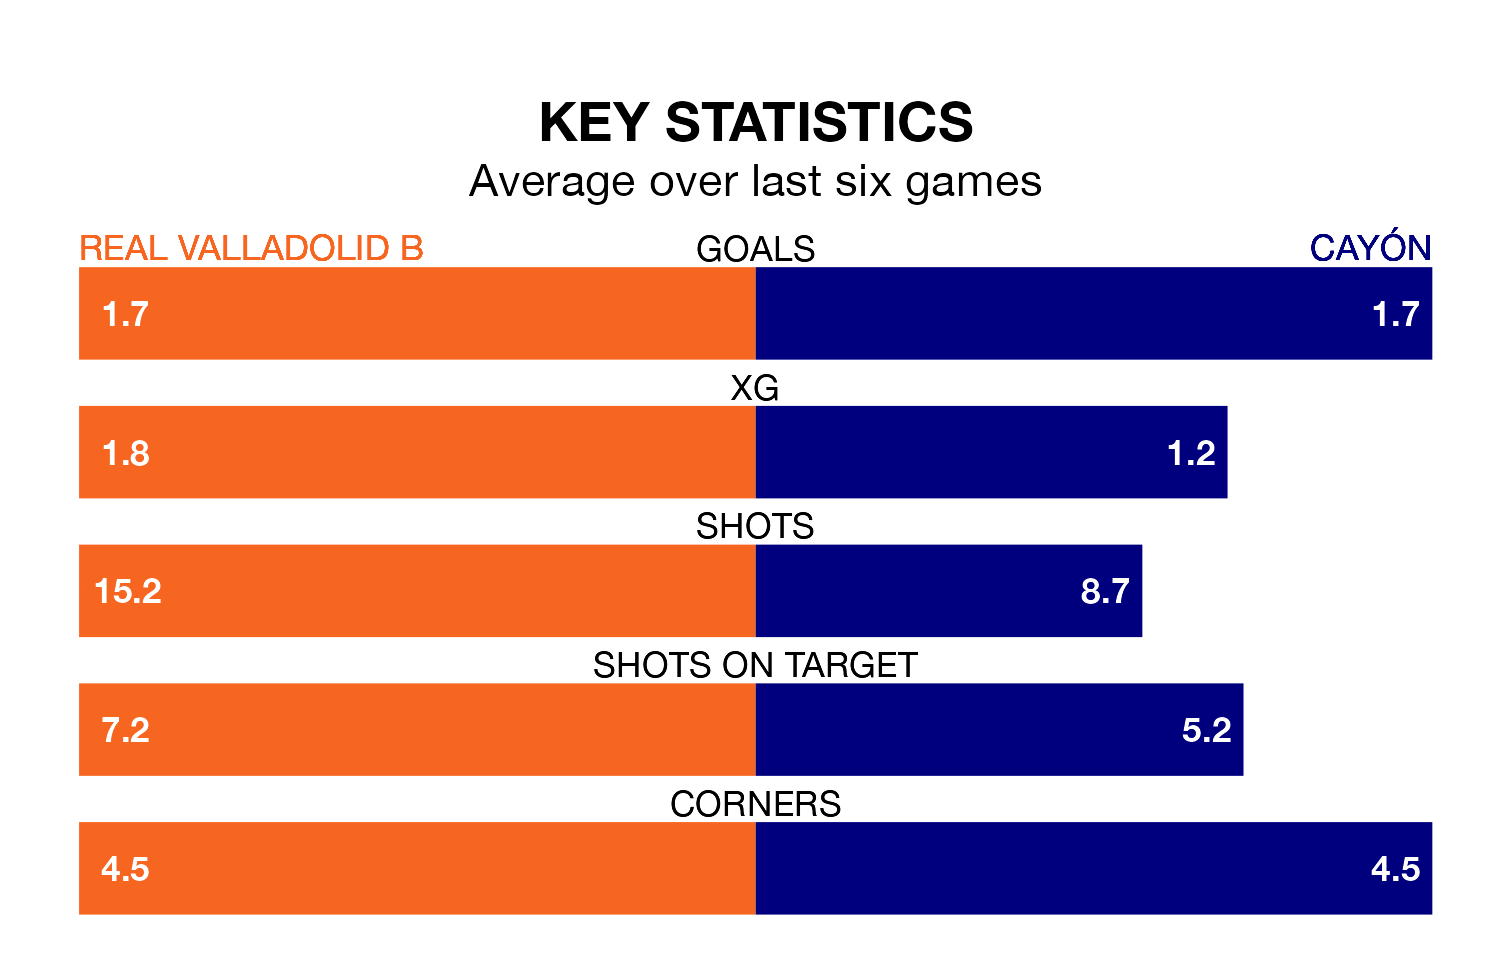 KEY STATISTICS
Average over last six games
REAL VALLADOLID B GOALS CAYÓN
1.7 1.7
XG
1.8 1.2
SHOTS
15.2 8.7
SHOTS ON TARGET
7.2 5.2
CORNERS
4.5 4.5